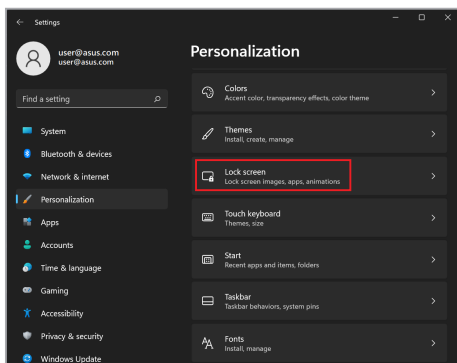 Settings
user@asus.com
user@asus.com
Find a setting
System
Bluetooth & devices
Network & internet
Personalization
Apps
Accounts
Time & language
Gaming
Accessibility
Privacy & security
Windows Update
Personalization
Colors
Accent color, transparency effects, color theme
Themes
Install, create, manage
Lock screen
Lock screen images, apps, animations
Touch keyboard
Themes, size
Start
Recent apps and items, folders
Taskbar
Taskbar behaviors, system pins
Fonts
Install, manage